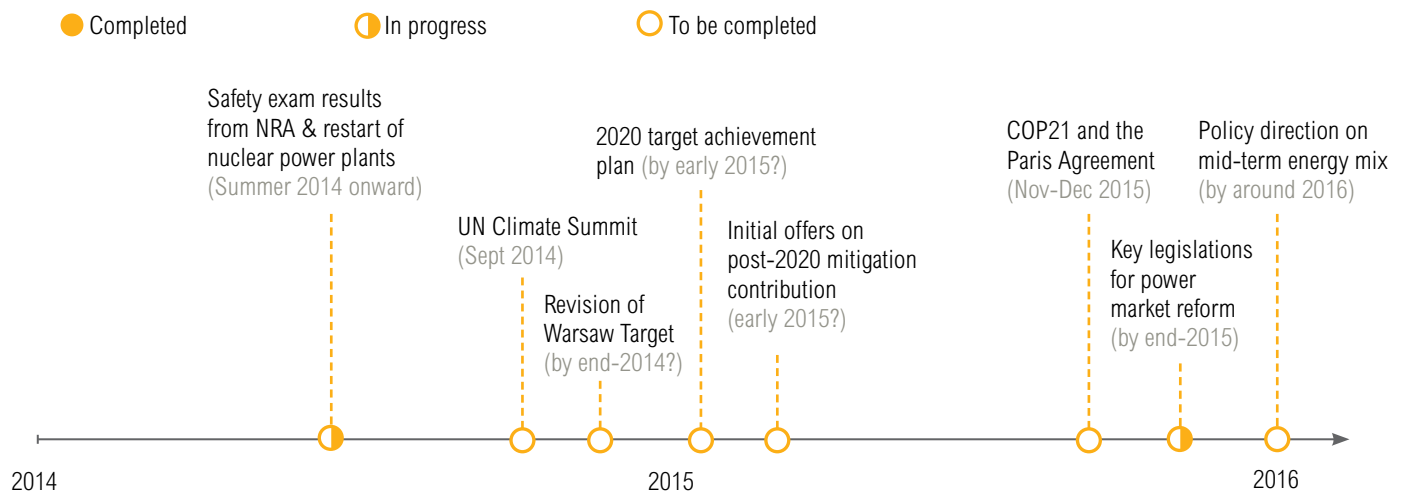 Completed
In progress
To be completed
Safety exam results
from NRA & restart of
nuclear power plants
(Summer 2014 onward)
UN Climate Summit
(Sept 2014)
Revision of
Warsaw Target
(by end-2014?)
2020 target achievement
plan (by early 2015?)
Initial offers on
post-2020 mitigation
contribution
(early 2015?)
COP21 and the
Paris Agreement
(Nov-Dec 2015)
Key legislations
for power
market reform
(by end-2015)
Policy direction on
mid-term energy mix
(by around 2016)
2014
2015
2016